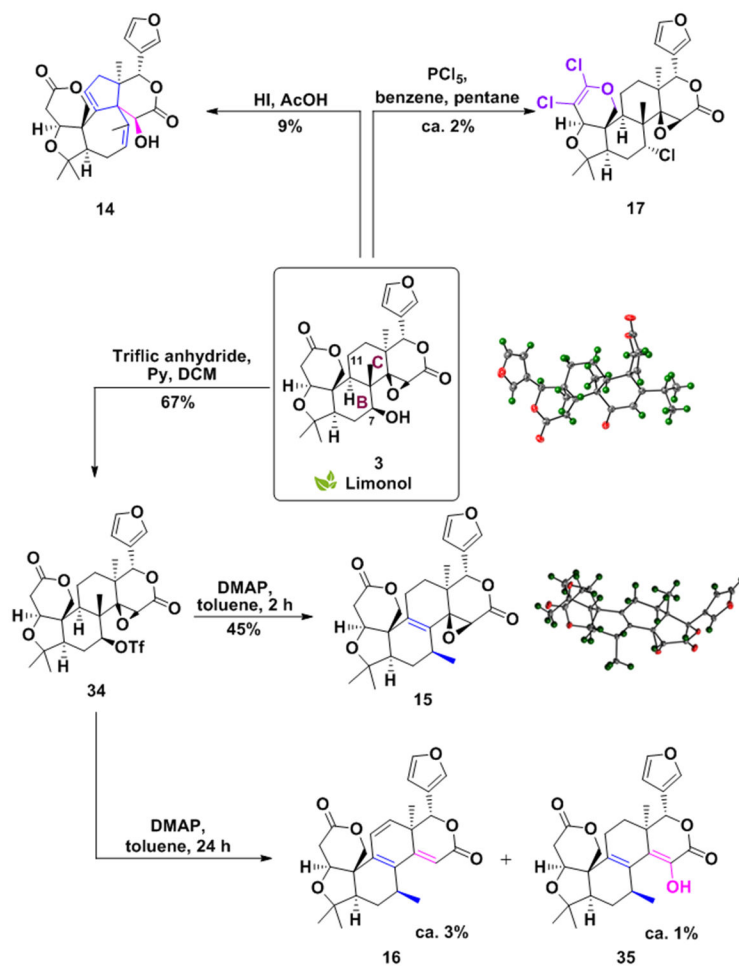 O
O
O
O
O
H
OH
O
H
14
HI, AcOH
9%
PCl5,
benzene, pentane
ca. 2%
O
Cl
O
Cl
O
O
H
H
O
O
Cl
H
17
O
O
O
O
11
C
O
H
H
O
B
O
7
OH
H
3
Limonol
Triflic anhydride,
Py, DCM
67%
O
O
O
O
O
H
H
O
O
OTf
H
34
DMAP,
toluene, 2 h
45%
O
O
O
O
O
H
O
O
H
15
DMAP,
toluene, 24 h
O
O
O
O
O
H
O
H
ca. 3%
16
+
O
O
O
O
O
H
OH
O
H
ca. 1%
35